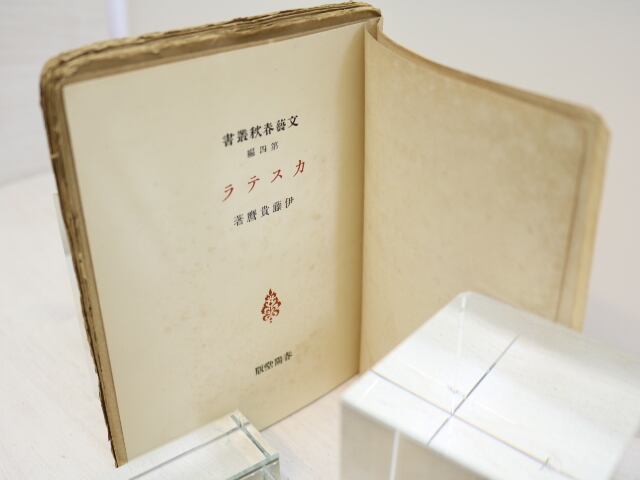 文藝春秋叢書
第四編
カステラ
伊藤貴麿著
春陽堂版